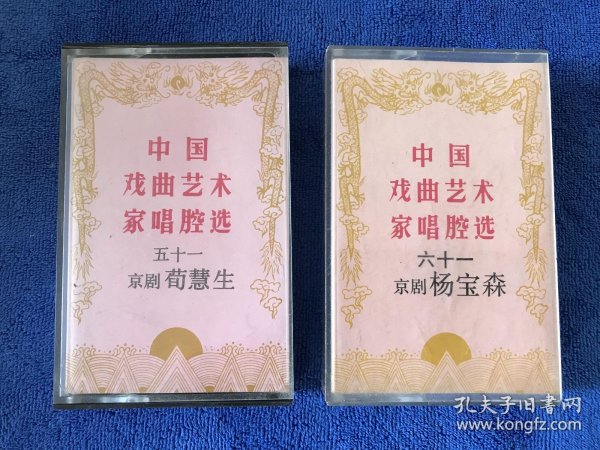 中国
戏曲艺术
家唱腔选
五十一
京剧 荀慧生
中国
戏曲艺术
家唱腔选
六十一
京剧 杨宝森
孔夫子旧书网
www.kongfz.com